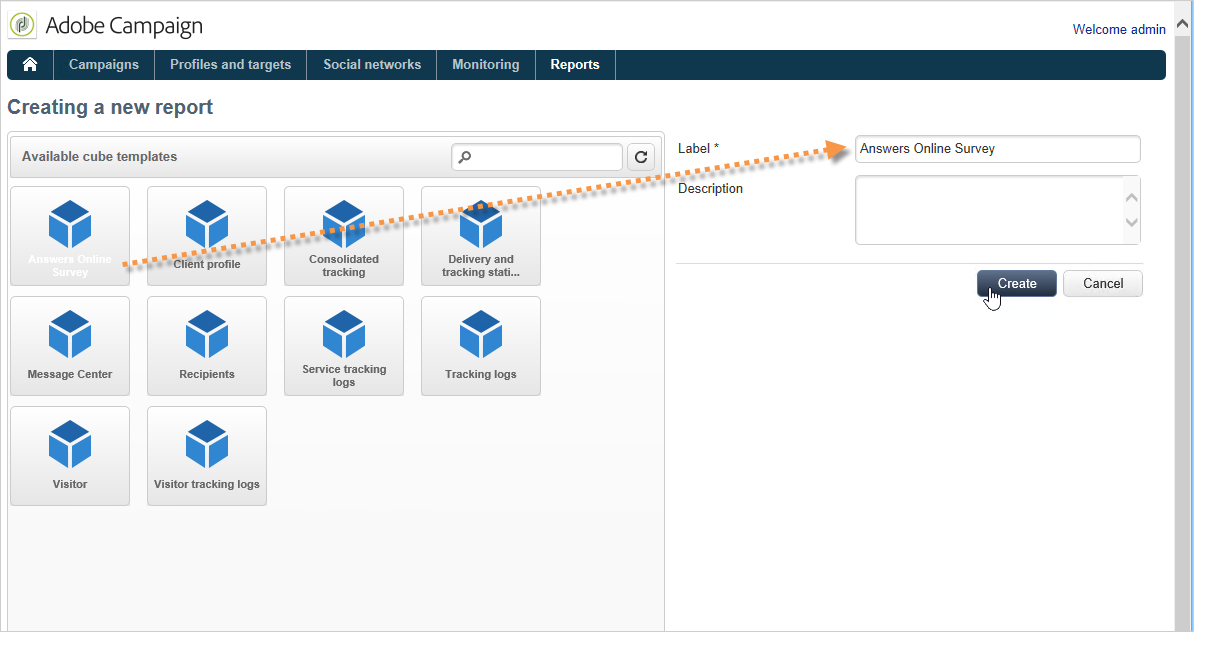 Adobe Campaign
Welcome admin
Campaigns Profiles and targets Social networks Monitoring Reports
Creating a new report
Available cube templates
Label *
Answers Online Survey
Description
Answers Online
Survey
Client profile
Consolidated
tracking
Delivery and
tracking stati...
Create Cancel
Message Center
Recipients
Service tracking
logs
Tracking logs
Visitor
Visitor tracking logs